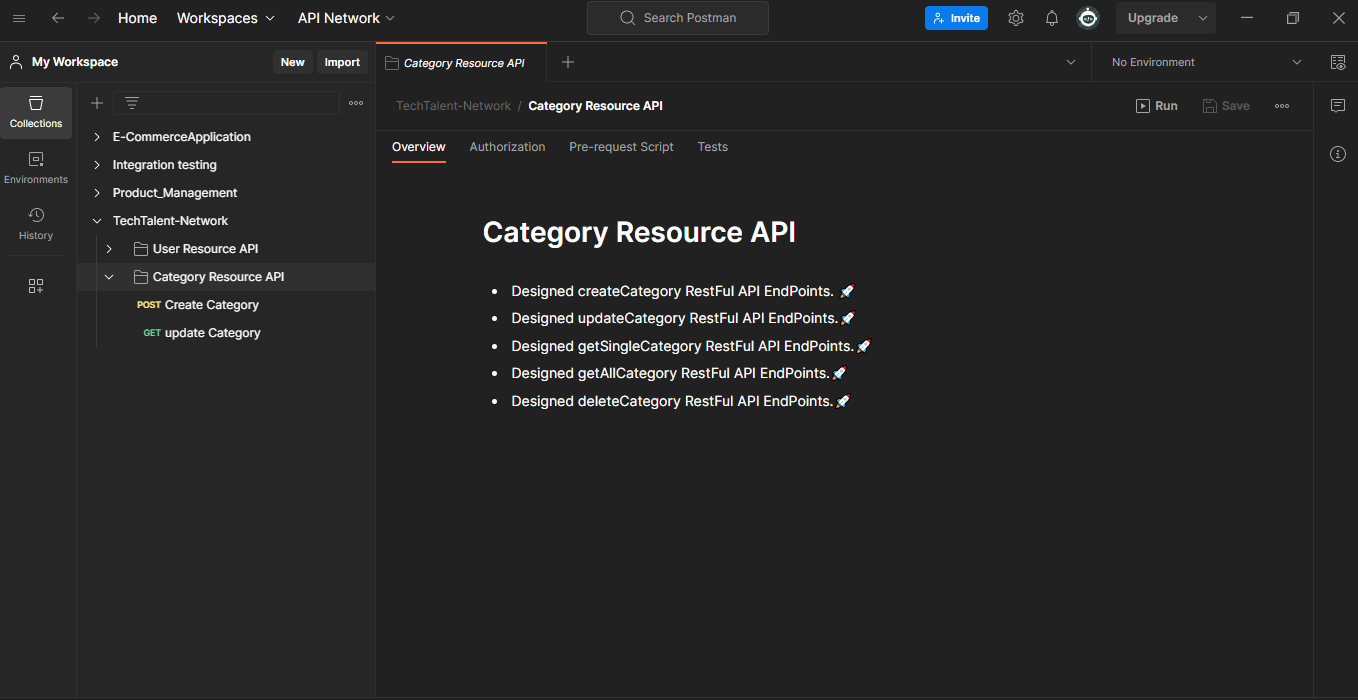 Home Workspaces API Network Search Postman Invite Upgrade
My Workspace New Import Category Resource API No Environment
Collections
Environments
History
E-CommerceApplication
Integration testing
Product_Management
TechTalent-Network
User Resource API
Category Resource API
POST Create Category
GET update Category
TechTalent-Network / Category Resource API Run Save
Overview Authorization Pre-request Script Tests
Category Resource API
• Designed createCategory RestFul API EndPoints. 🚀
• Designed updateCategory RestFul API EndPoints.🚀
• Designed getSingleCategory RestFul API EndPoints.🚀
• Designed getAllCategory RestFul API EndPoints.🚀
• Designed deleteCategory RestFul API EndPoints.🚀